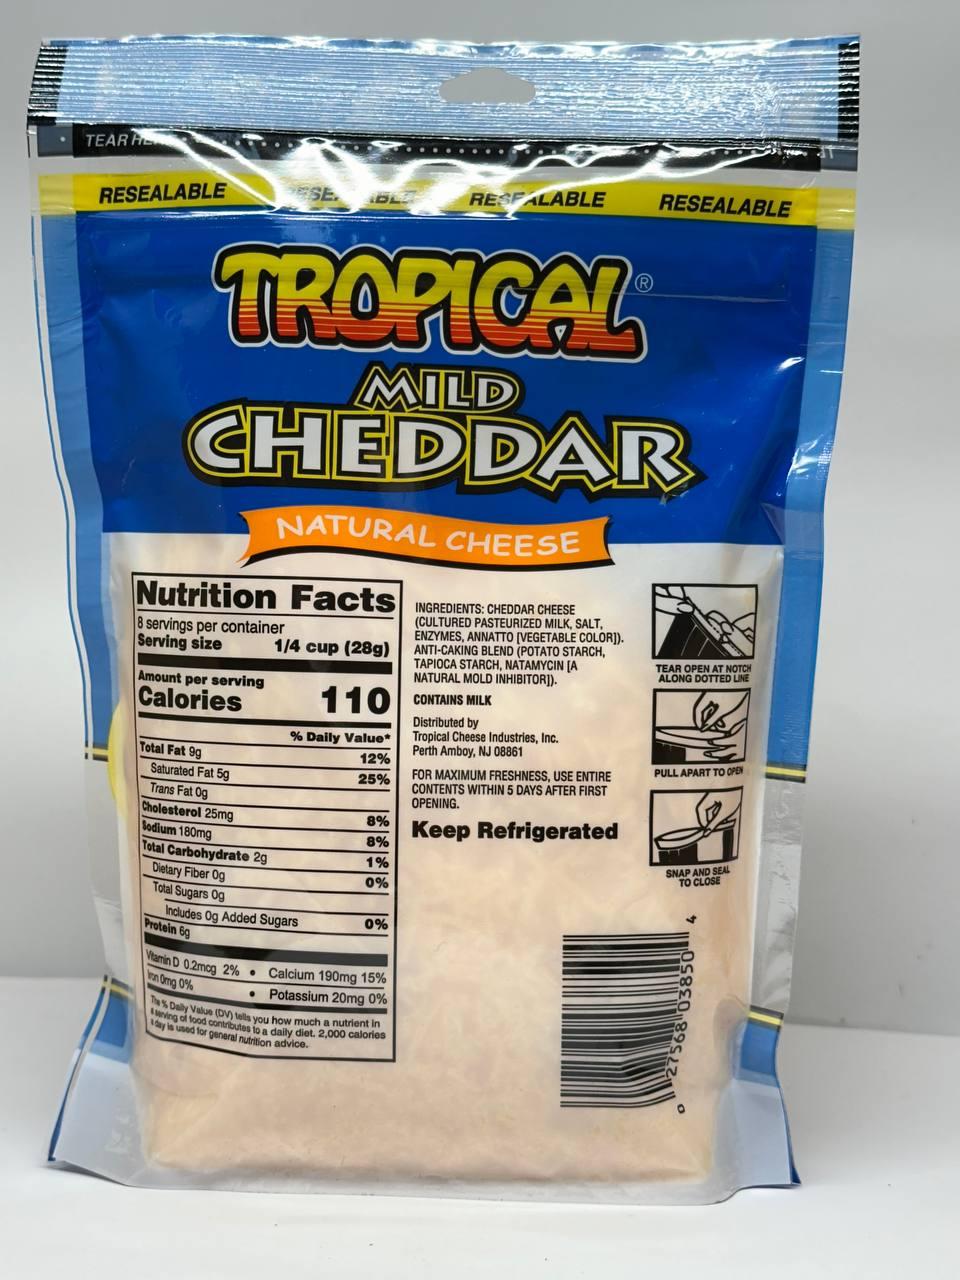 TEAR HERE
RESEALABLE RESEALABLE RESEALABLE RESEALABLE
TROPICAL®
MILD
CHEDDAR
NATURAL CHEESE
Nutrition Facts
8 servings per container
Serving size 1/4 cup (28g)
Amount per serving
Calories 110
% Daily Value*
Total Fat 9g 12%
Saturated Fat 5g 25%
Trans Fat 0g
Cholesterol 25mg 8%
Sodium 180mg 8%
Total Carbohydrate 2g 1%
Dietary Fiber 0g 0%
Total Sugars 0g
Includes 0g Added Sugars 0%
Protein 6g
Vitamin D 0.2mcg 2% • Calcium 190mg 15%
Iron 0mg 0% • Potassium 20mg 0%
The % Daily Value (DV) tells you how much a nutrient in
a serving of food contributes to a daily diet. 2,000 calories
a day is used for general nutrition advice.
INGREDIENTS: CHEDDAR CHEESE
(CULTURED PASTEURIZED MILK, SALT,
ENZYMES, ANNATTO [VEGETABLE COLOR]).
ANTI-CAKING BLEND (POTATO STARCH,
TAPIOCA STARCH, NATAMYCIN [A
NATURAL MOLD INHIBITOR]).
CONTAINS MILK
Distributed by
Tropical Cheese Industries, Inc.
Perth Amboy, NJ 08861
FOR MAXIMUM FRESHNESS, USE ENTIRE
CONTENTS WITHIN 5 DAYS AFTER FIRST
OPENING.
Keep Refrigerated
TEAR OPEN AT NOTCH
ALONG DOTTED LINE
PULL APART TO OPEN
SNAP AND SEAL
TO CLOSE
0 27568 03850 4